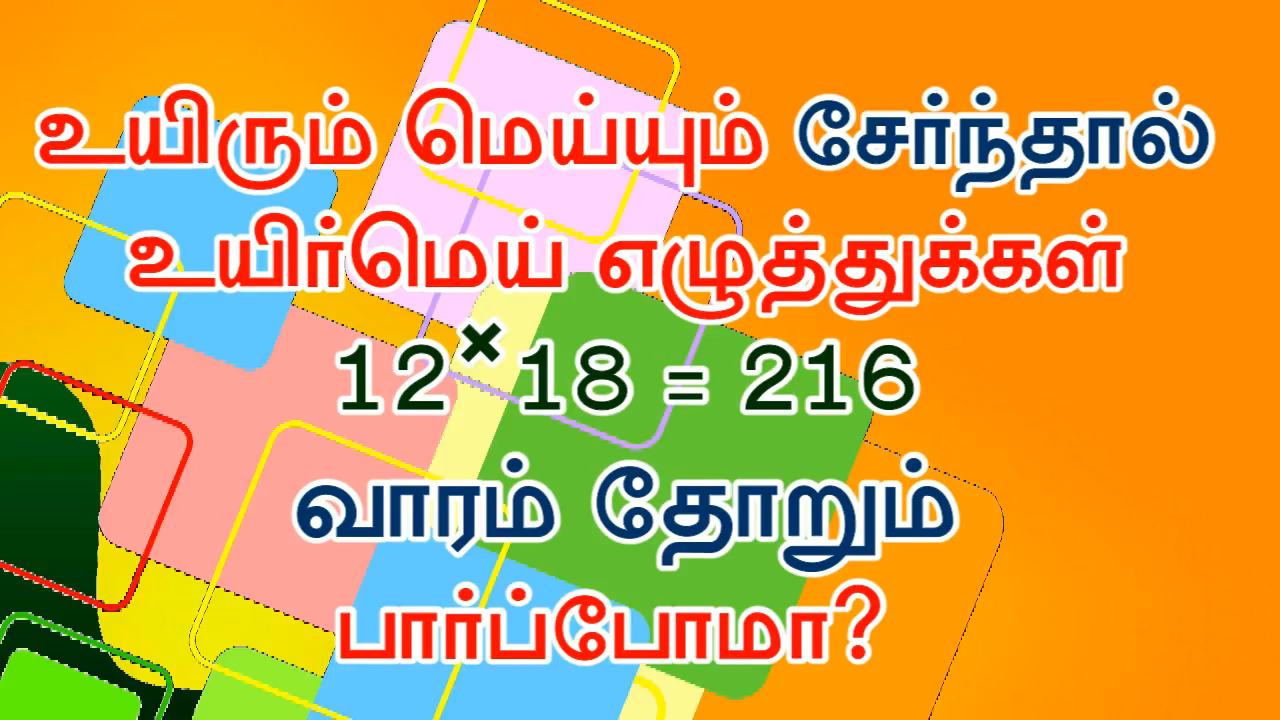 உயிரும் மெய்யும் சேர்ந்தால்
உயிர்மெய் எழுத்துக்கள்
12 × 18 = 216
வாரம் தோறும்
பார்ப்போமா?